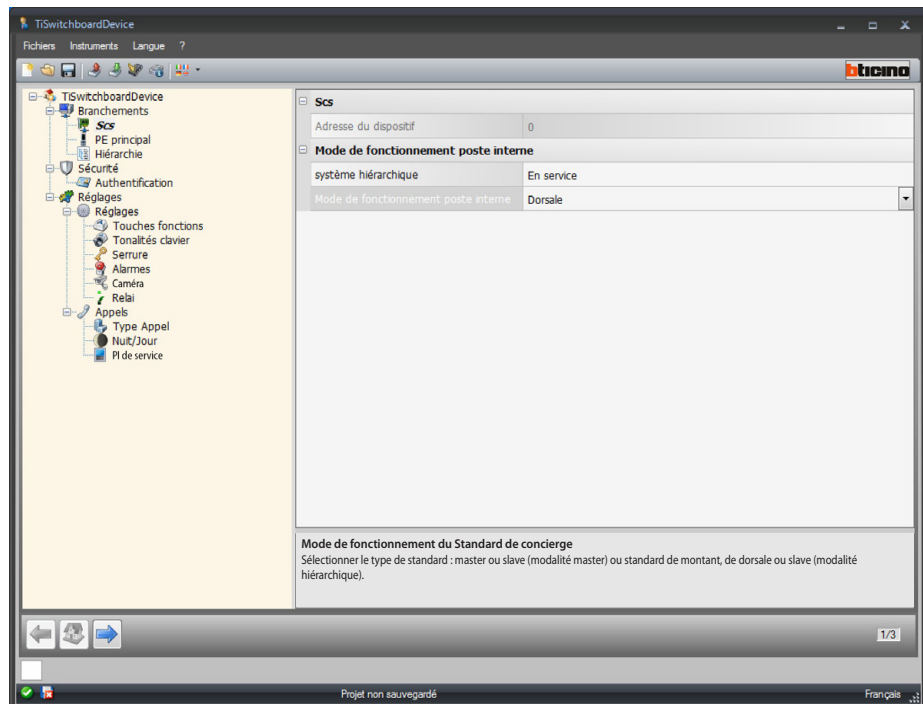 TiSwitchboardDevice
Fichiers Instruments Langue ?
bticino
TiSwitchboardDevice
Branchements
Scs
PE principal
Hiérarchie
Sécurité
Authentification
Réglages
Réglages
Touches fonctions
Tonalités clavier
Serrure
Alarmes
Caméra
Relai
Appels
Type Appel
Nuit/Jour
PI de service
Scs
Adresse du dispositif 0
Mode de fonctionnement poste interne
système hiérarchique En service
Mode de fonctionnement poste interne Dorsale
Mode de fonctionnement du Standard de concierge
Sélectionner le type de standard : master ou slave (modalité master) ou standard de montant, de dorsale ou slave (modalité
hiérarchique).
1/3
Projet non sauvegardé Français